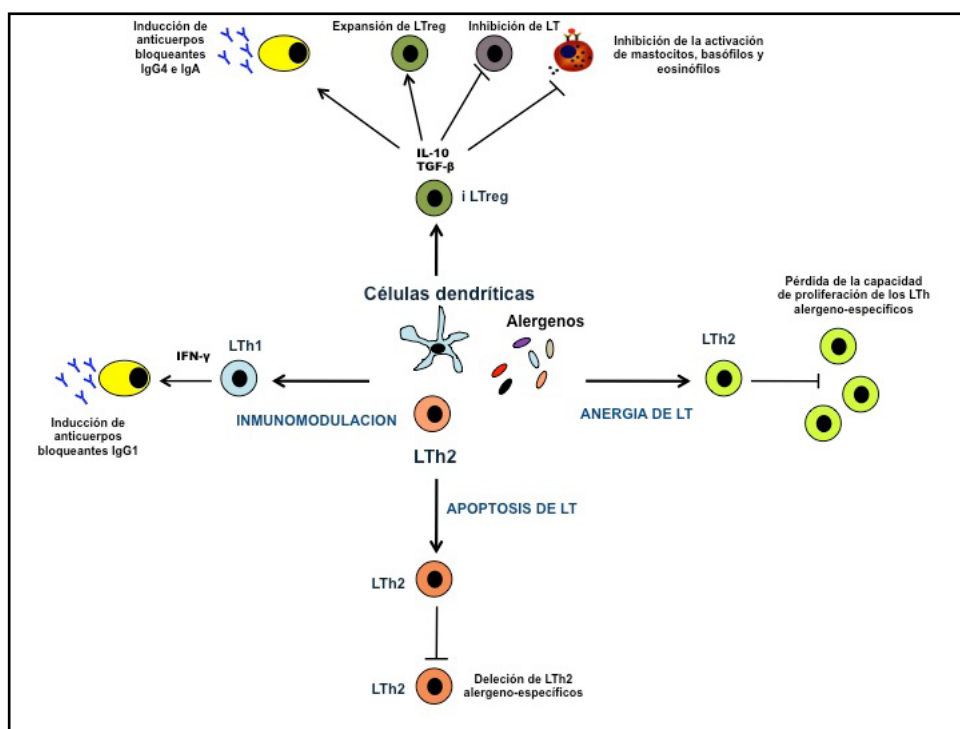 Inducción de
anticuerpos
bloqueantes
IgG4 e IgA
Expansión de LTreg
Inhibición de LT
Inhibición de la activación
de mastocitos, basófilos y
eosinófilos
IL-10
TGF-β
i LTreg
Células dendríticas
Alergenos
Pérdida de la capacidad
de proliferación de los LTh
alergeno-específicos
LTh2
LTh1
IFN-γ
Inducción de
anticuerpos
bloqueantes IgG1
INMUNOMODULACION
ANERGIA DE LT
LTh2
APOPTOSIS DE LT
LTh2
LTh2
Deleción de LTh2
alergeno-específicos